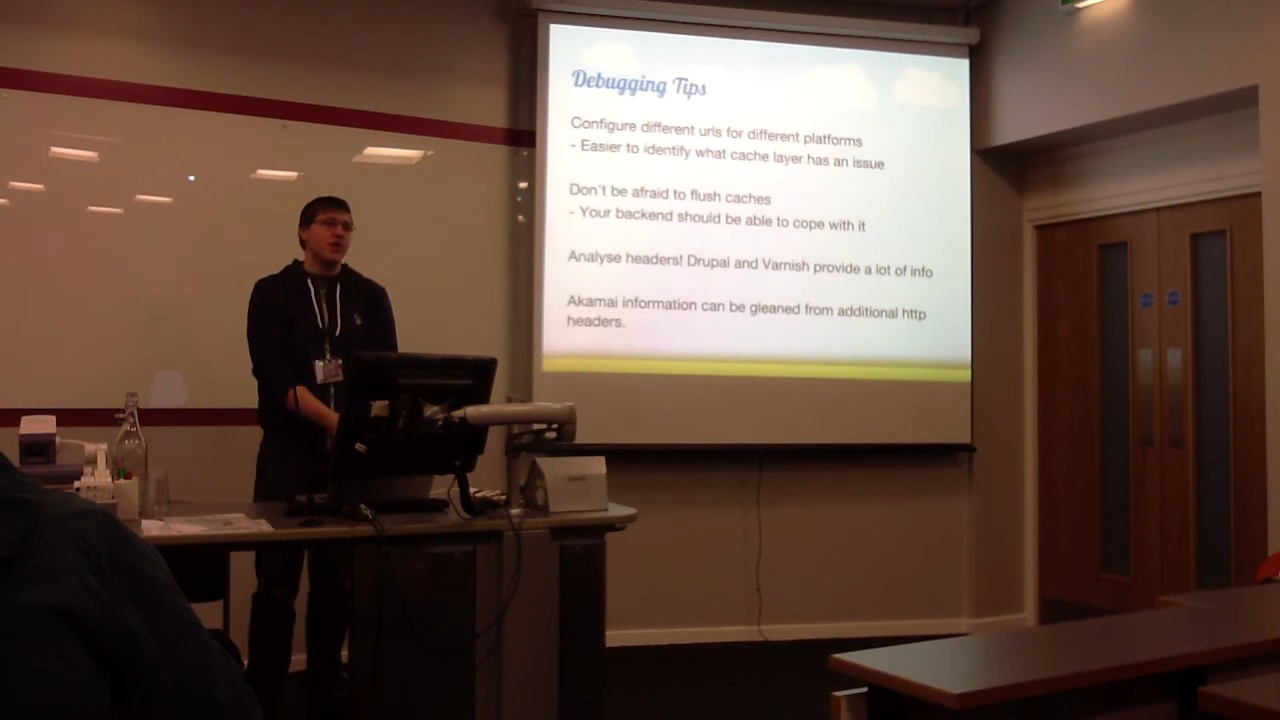 Debugging Tips
Configure different urls for different platforms
- Easier to identify what cache layer has an issue
Don't be afraid to flush caches
- Your backend should be able to cope with it
Analyse headers! Drupal and Varnish provide a lot of info
Akamai information can be gleaned from additional http
headers.